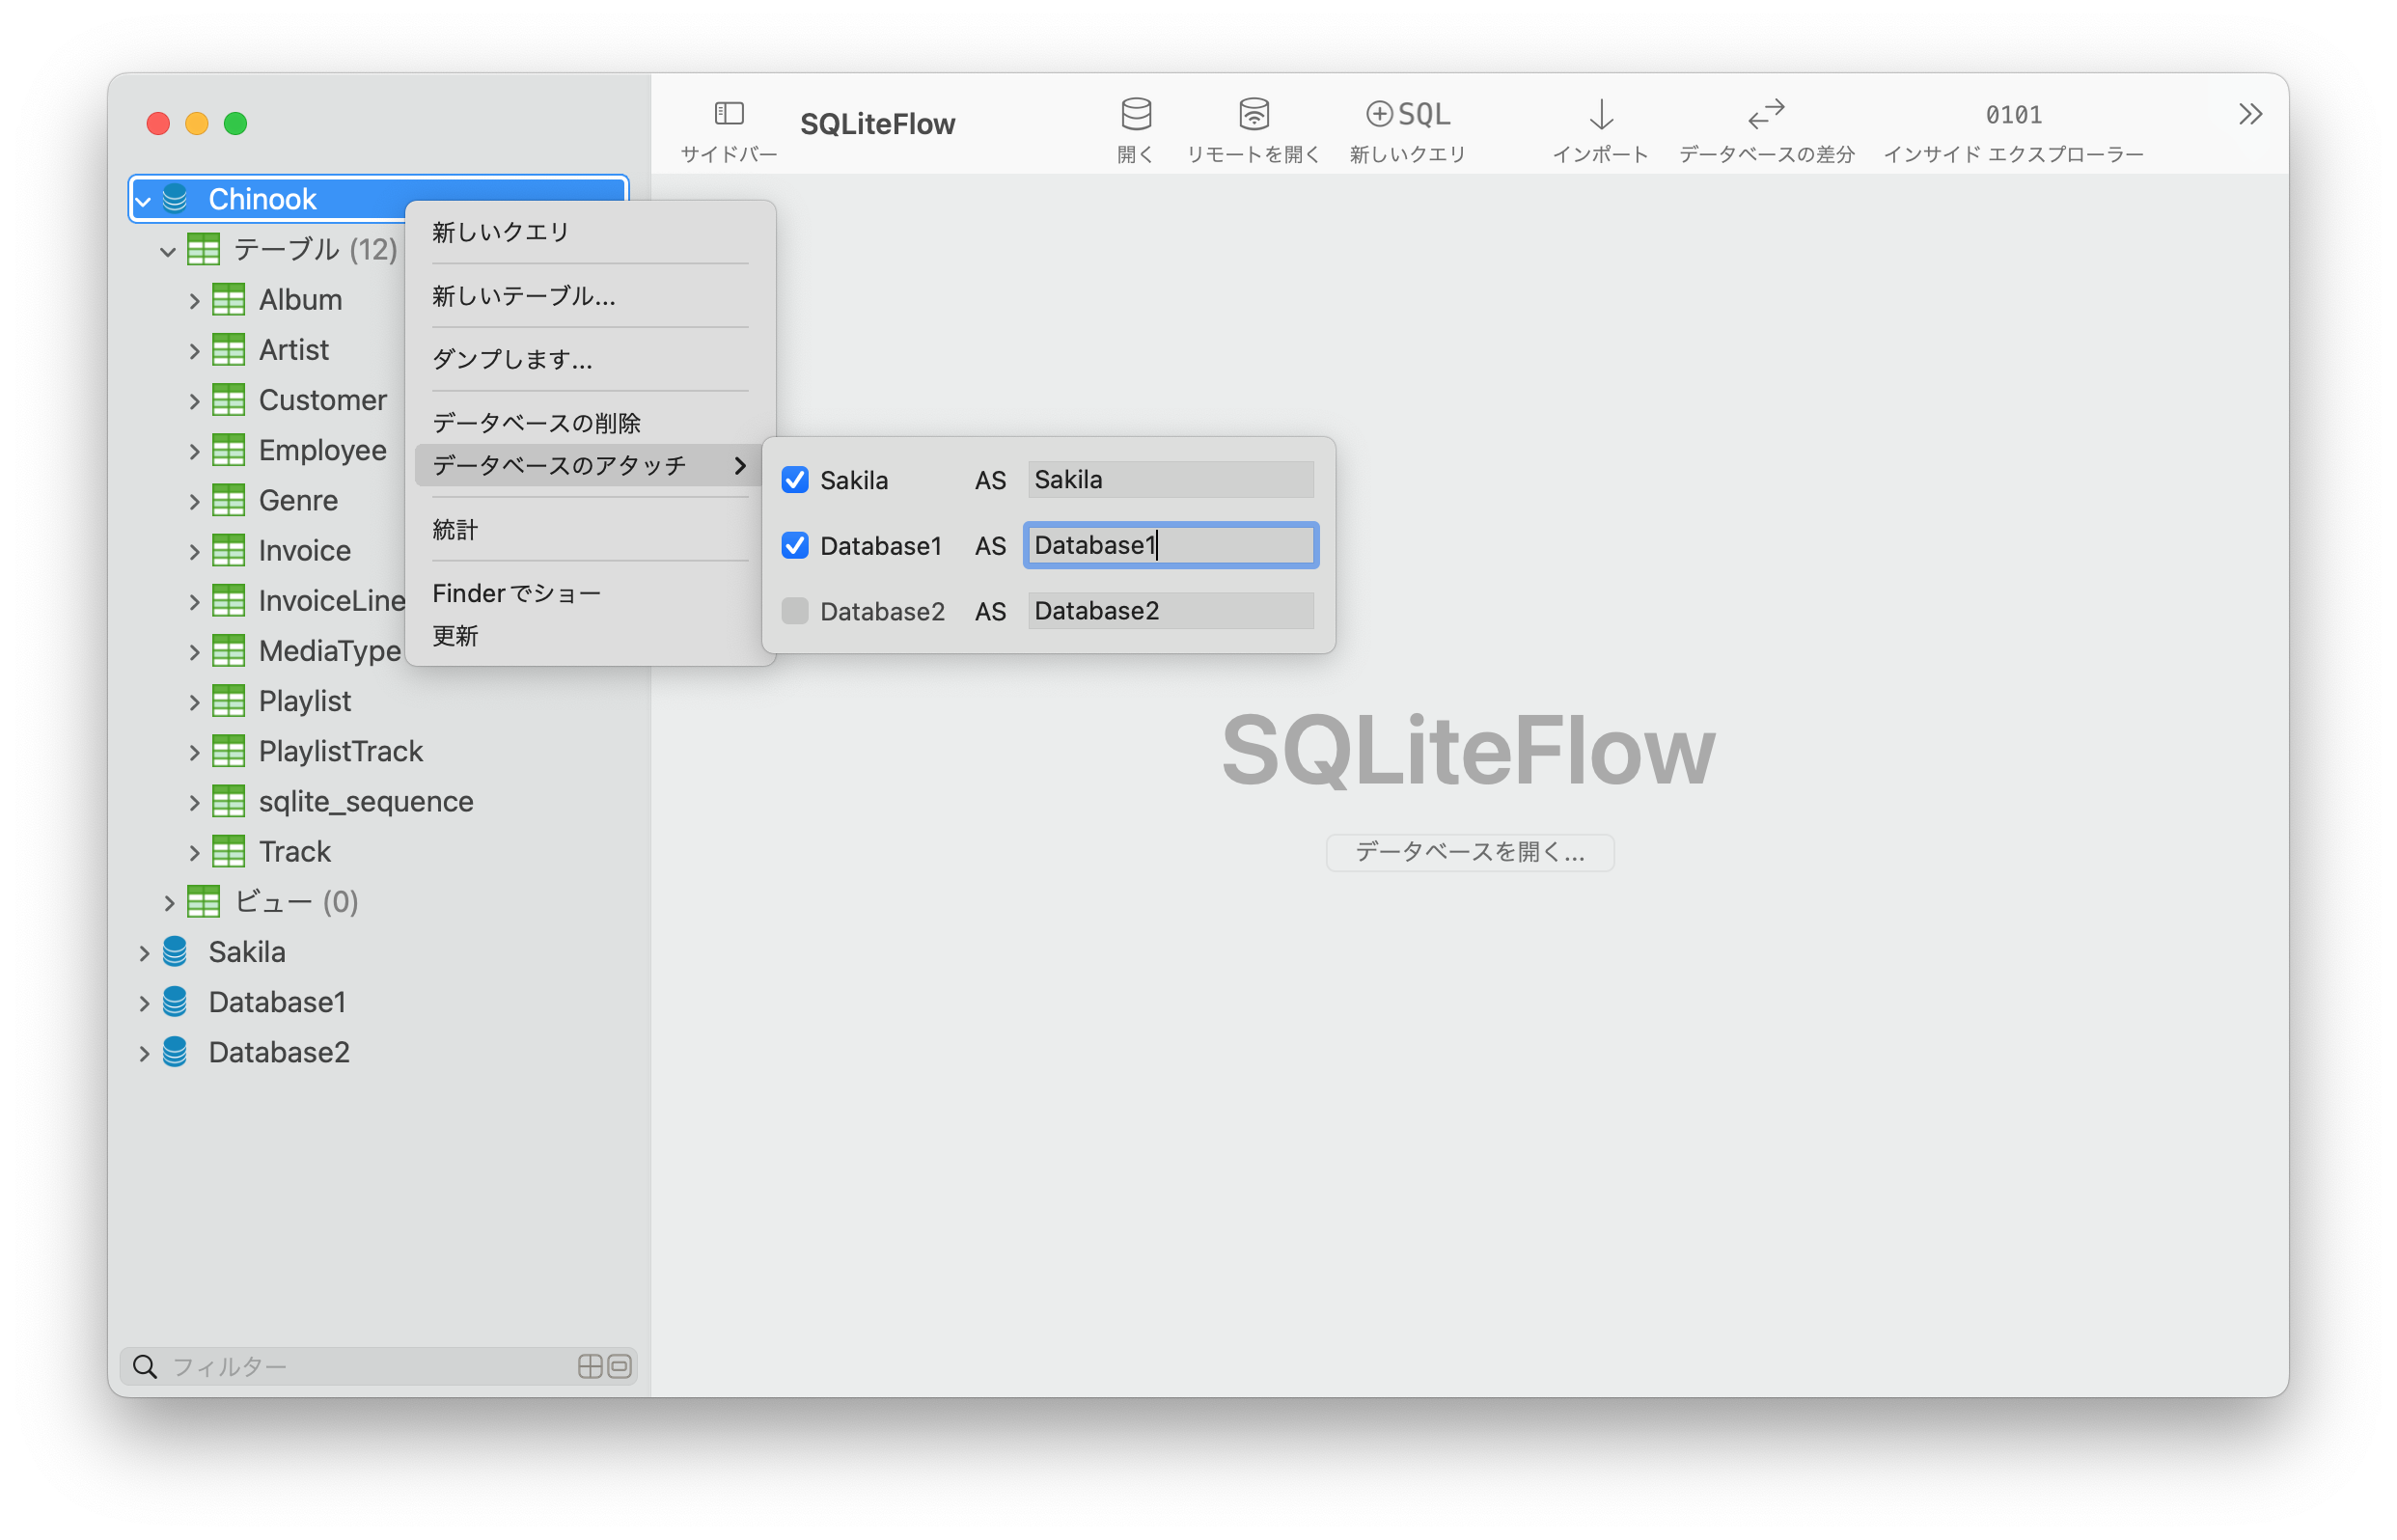 SQLiteFlow
サイドバー
開く
リモートを開く
SQL
新しいクエリ
インポート
データベースの差分
0101
インサイド エクスプローラー
Chinook
テーブル (12)
Album
Artist
Customer
Employee
Genre
Invoice
InvoiceLine
MediaType
Playlist
PlaylistTrack
sqlite_sequence
Track
ビュー (0)
Sakila
Database1
Database2
フィルター
新しいクエリ
新しいテーブル...
ダンプします...
データベースの削除
データベースのアタッチ
統計
Finderでショー
更新
Sakila AS Sakila
Database1 AS Database1
Database2 AS Database2
SQLiteFlow
データベースを開く...